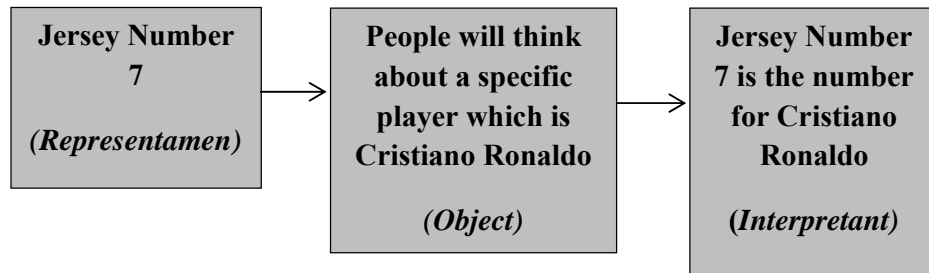 Jersey Number
7
(Representamen)
People will think
about a specific
player which is
Cristiano Ronaldo
(Object)
Jersey Number
7 is the number
for Cristiano
Ronaldo
(Interpretant)